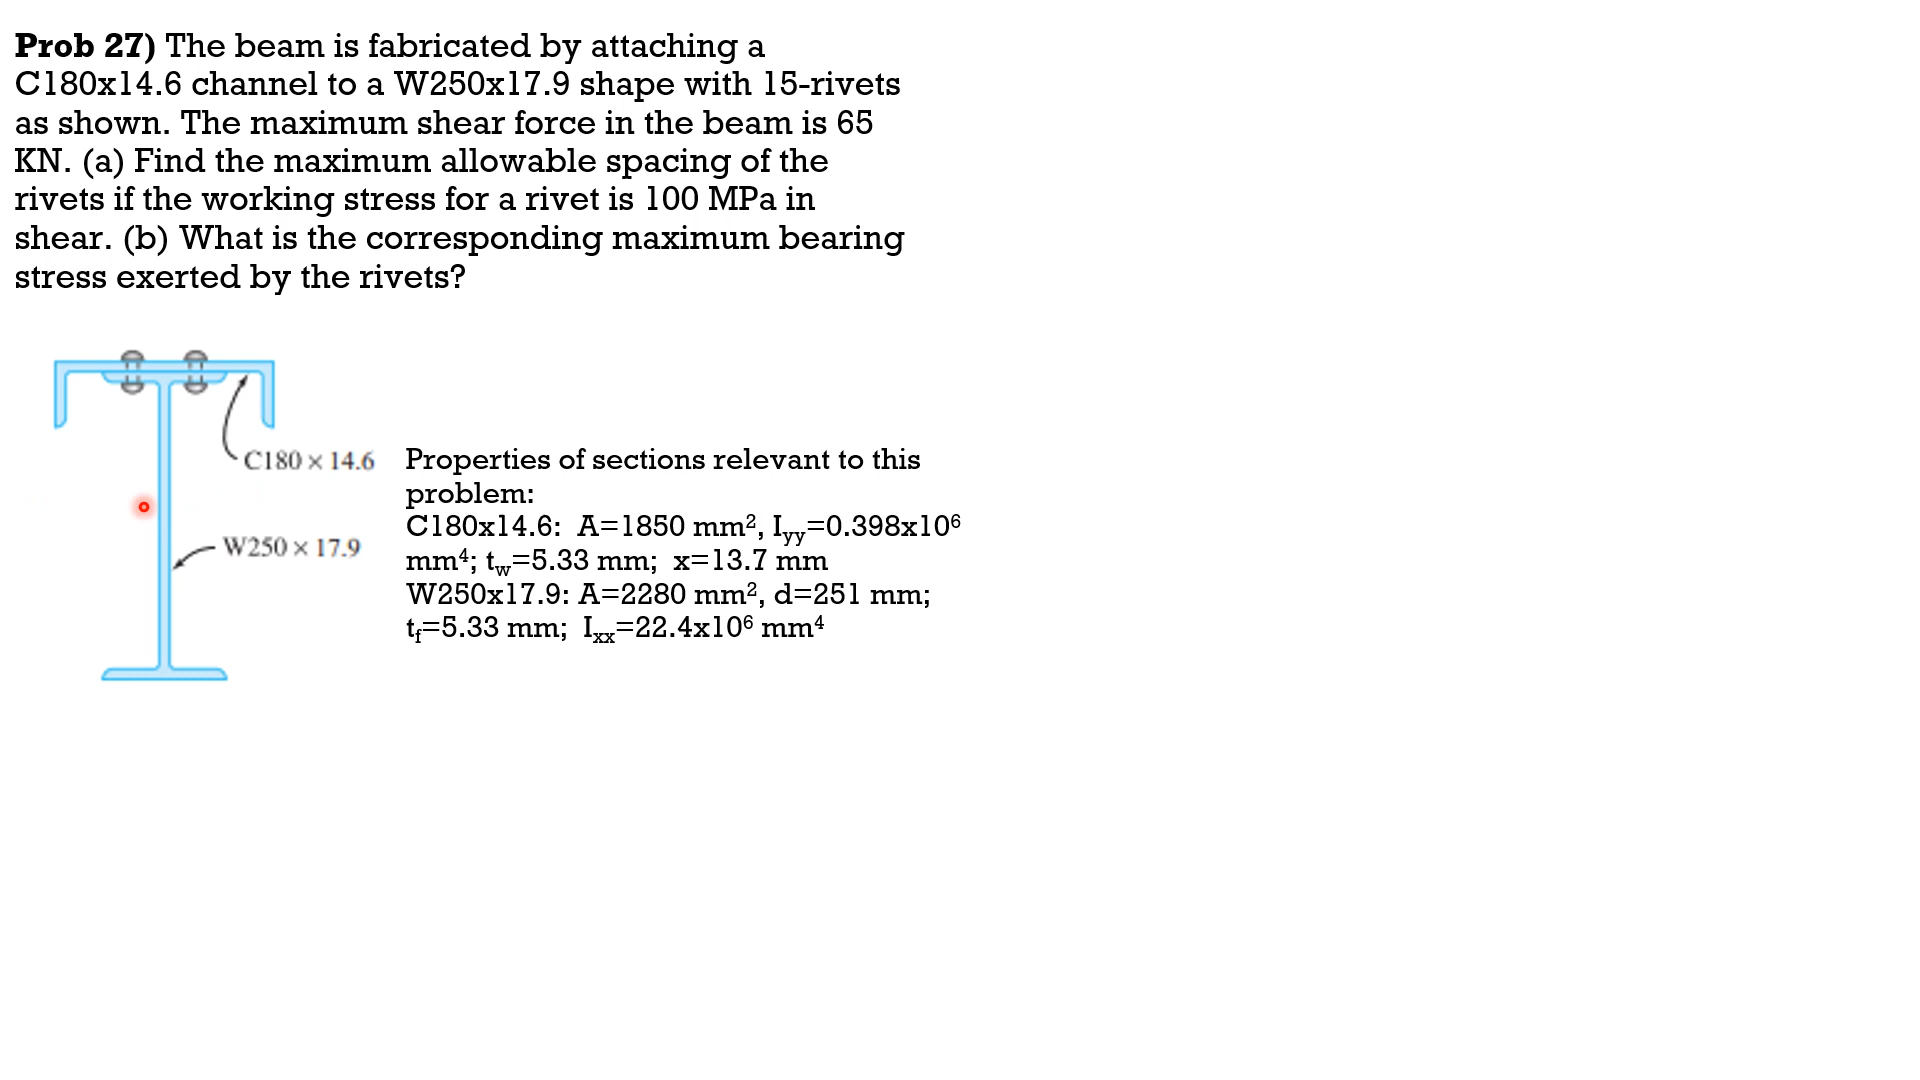 Prob 27) The beam is fabricated by attaching a
C180x14.6 channel to a W250x17.9 shape with 15-rivets
as shown. The maximum shear force in the beam is 65
KN. (a) Find the maximum allowable spacing of the
rivets if the working stress for a rivet is 100 MPa in
shear. (b) What is the corresponding maximum bearing
stress exerted by the rivets?
C180 × 14.6
W250 × 17.9
Properties of sections relevant to this
problem:
C180x14.6: A=1850 mm², Iyy=0.398x10⁶
mm⁴; tw=5.33 mm; x=13.7 mm
W250x17.9: A=2280 mm², d=251 mm;
tf=5.33 mm; Ixx=22.4x10⁶ mm⁴